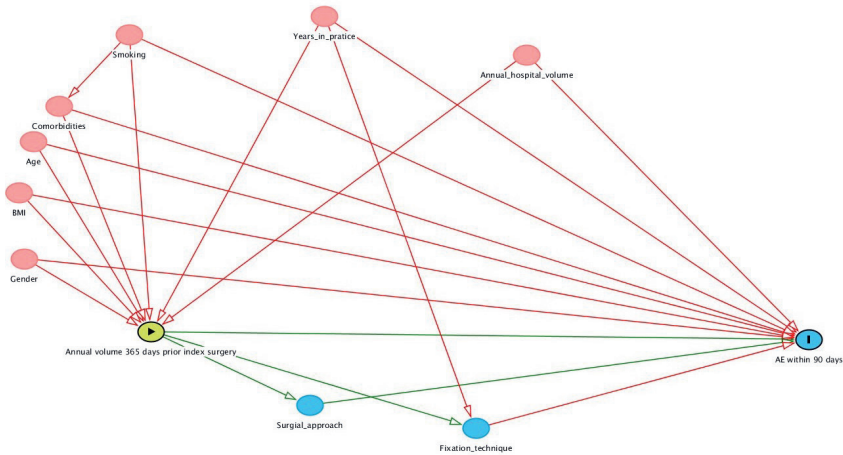 Smoking
Years_in_pratice
Annual_hospital_volume
Comorbidities
Age
BMI
Gender
Annual volume 365 days prior index surgery
AE within 90 days
Surgial_approach
Fixation_technique